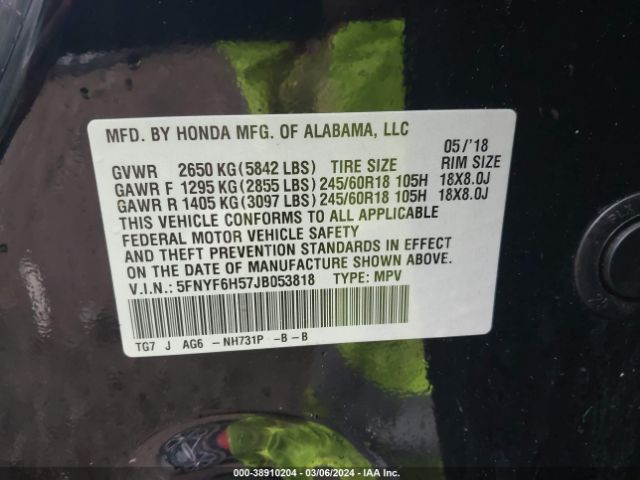 MFD. BY HONDA MFG. OF ALABAMA, LLC
05/'18
GVWR 2650 KG(5842 LBS) TIRE SIZE RIM SIZE
GAWR F 1295 KG(2855 LBS)245/60R18 105H 18X8.0J
GAWR R 1405 KG(3097 LBS)245/60R18 105H 18X8.0J
THIS VEHICLE CONFORMS TO ALL APPLICABLE
FEDERAL MOTOR VEHICLE SAFETY
AND THEFT PREVENTION STANDARDS IN EFFECT
ON THE DATE OF MANUFACTURE SHOWN ABOVE.
V.I.N.:5FNYF6H57JB053818 TYPE: MPV
TG7 J AG6 -NH731P -B-B
000-38910204 - 03/06/2024 - IAA Inc.